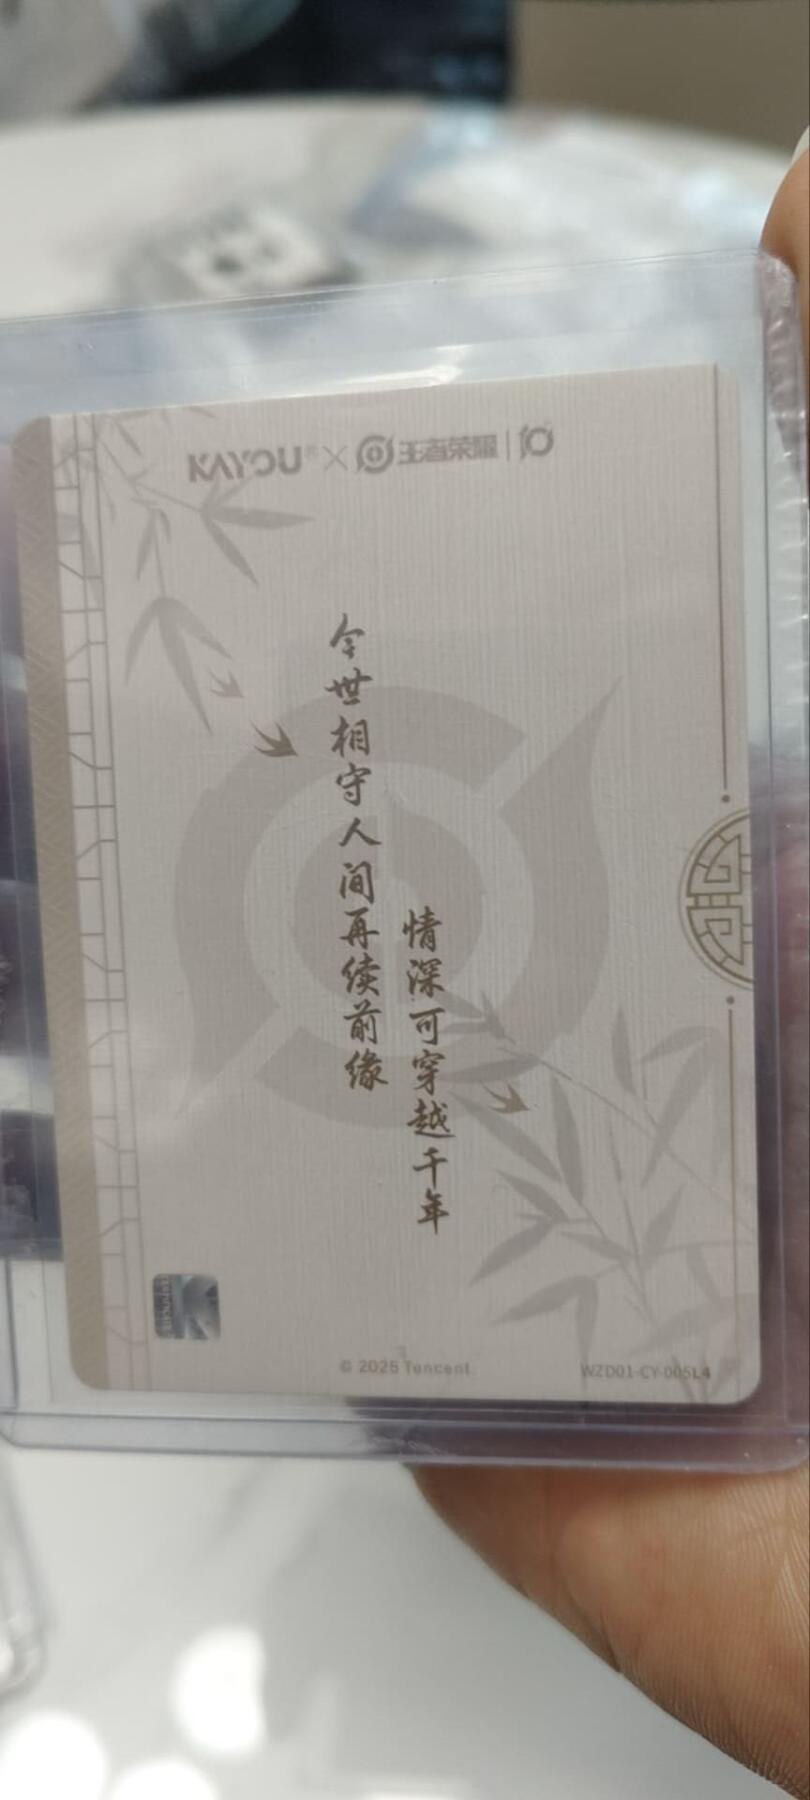 KAYOU × 王者荣耀 | 10
情深可穿越千年
今世相守人间再续前缘
© 2025 Tencent
WZD01-CY-005L4